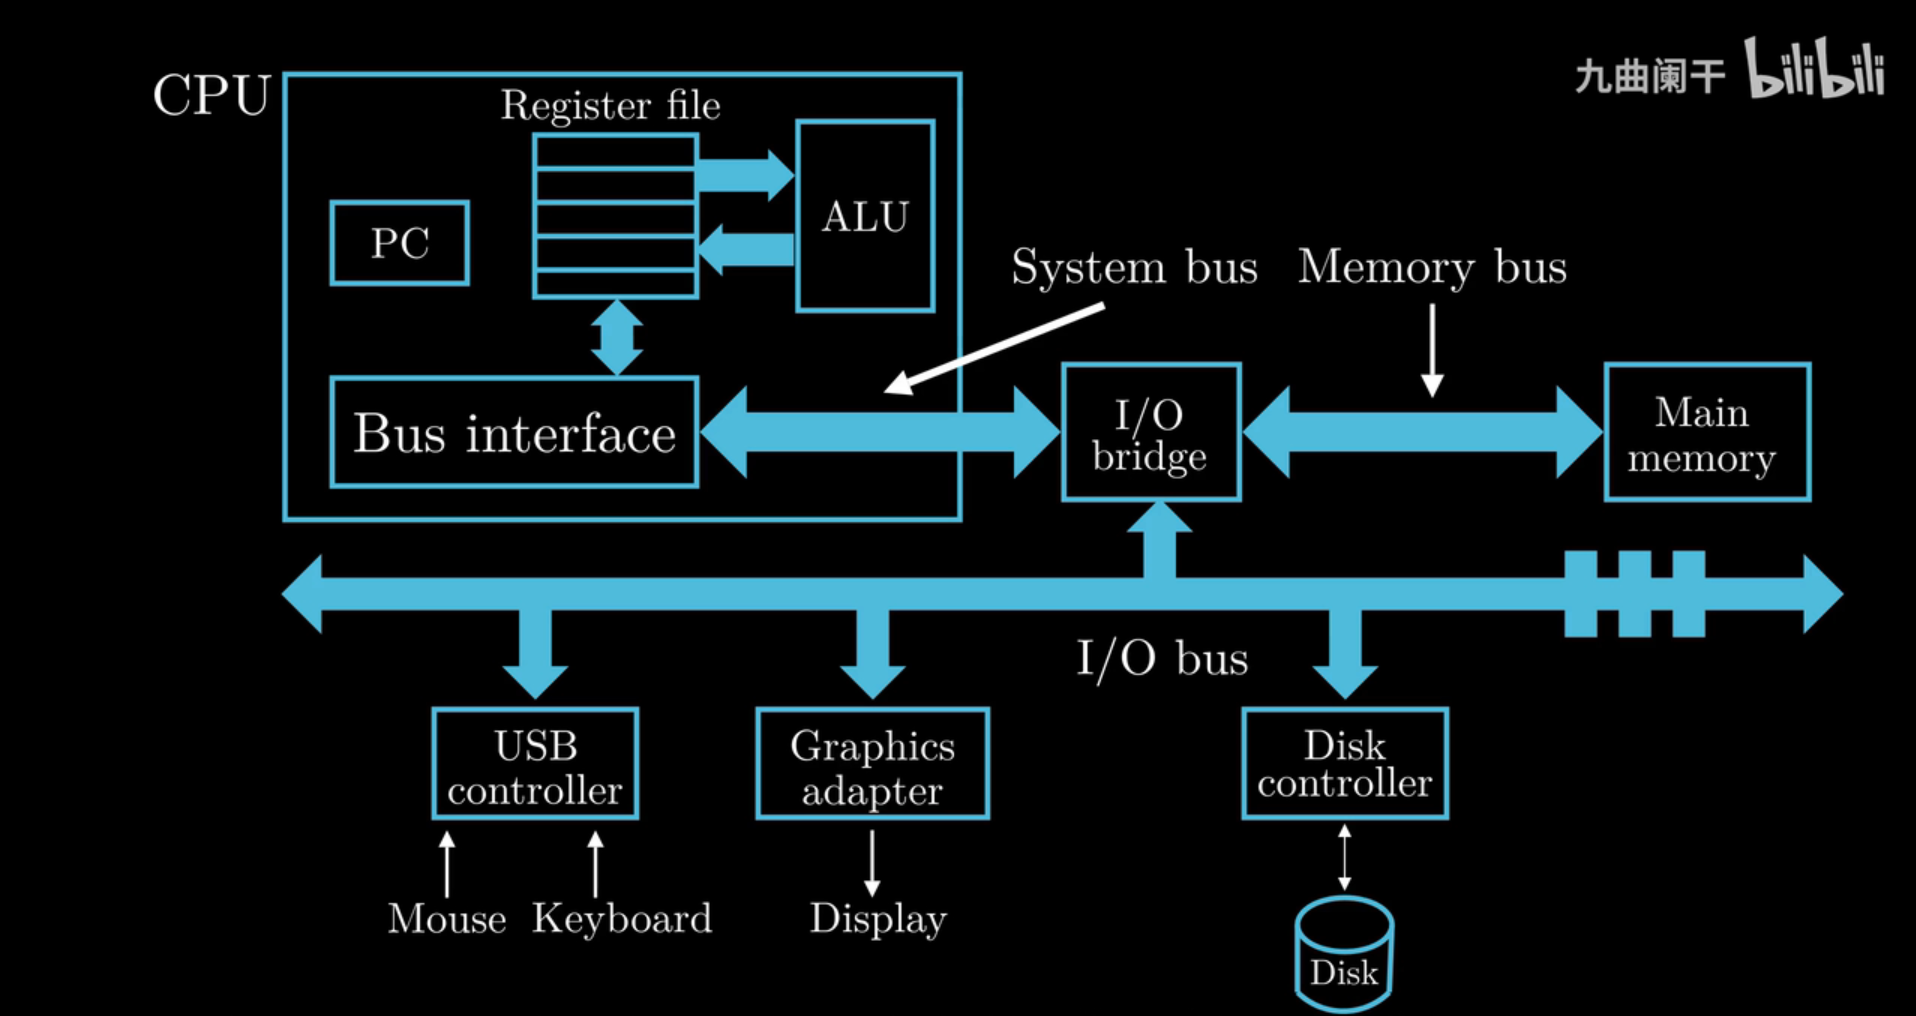 九曲阑干 bilibili
CPU
Register file
PC
ALU
System bus
Memory bus
Bus interface
I/O
bridge
Main
memory
I/O bus
USB
controller
Graphics
adapter
Disk
controller
Mouse
Keyboard
Display
Disk